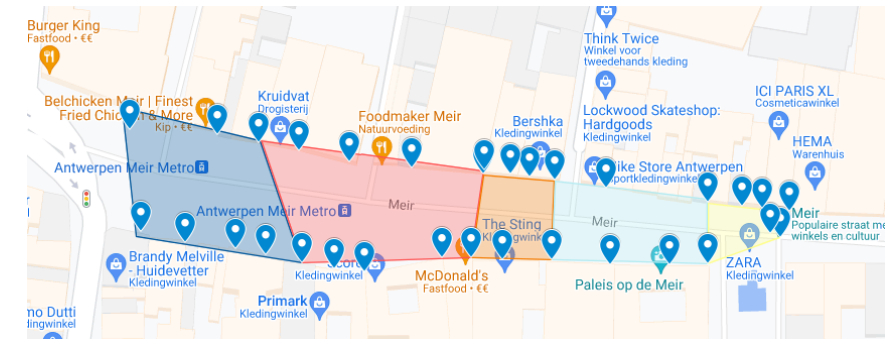 Burger King
Fastfood • €€
Think Twice
Winkel voor
tweedehands kleding
Belchicken Meir | Finest
Fried Chicken & More
Kip • €€
Kruidvat
Drogisterij
Foodmaker Meir
Natuurvoeding
Bershka
Kledingwinkel
Lockwood Skateshop:
Hardgoods
Kledingwinkel
ICI PARIS XL
Cosmeticawinkel
HEMA
Warenhuis
Antwerpen Meir Metro
Nike Store Antwerpen
Sportkledingwinkel
Antwerpen Meir Metro
Meir
Meir
The Sting
Kledingwinkel
Meir
Populaire straat me
winkels en cultuur
Brandy Melville
- Huidevetter
Kledingwinkel
Kledingwinkel
McDonald's
Fastfood • €€
Paleis op de Meir
ZARA
Kledingwinkel
Primark
Kledingwinkel
mo Dutti
dingwinkel